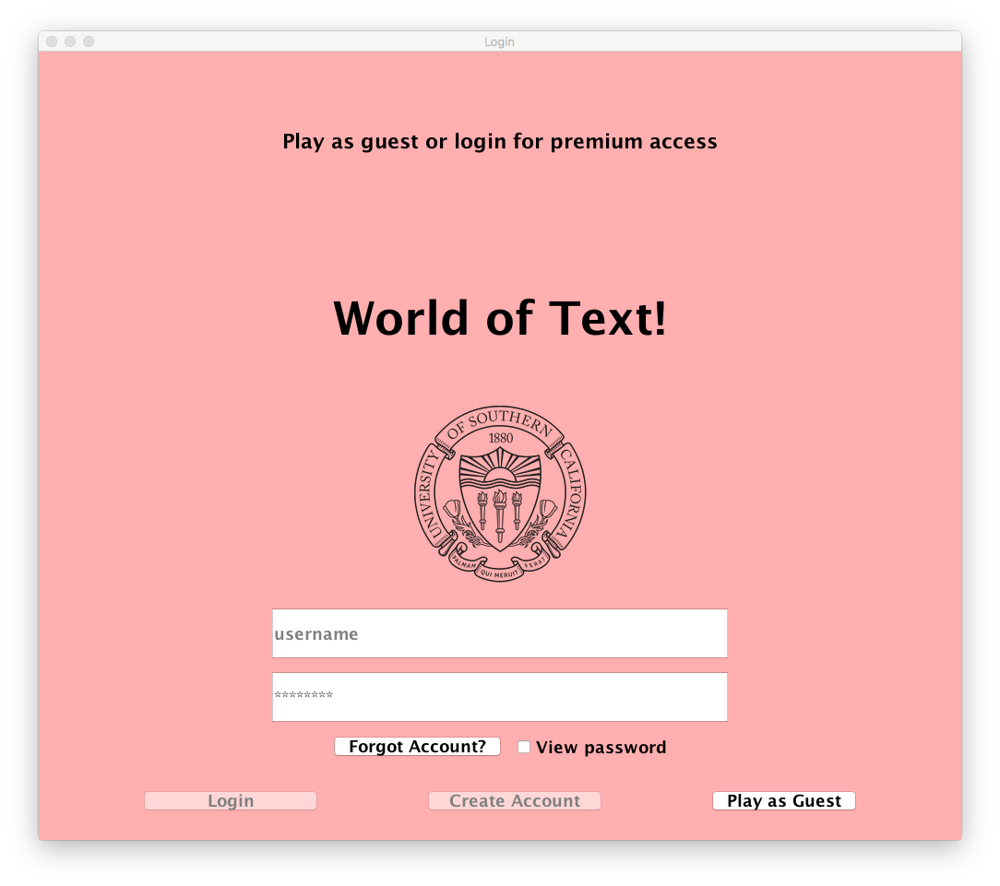 Login
Play as guest or login for premium access
World of Text!
UNIVERSITY OF SOUTHERN CALIFORNIA
1880
PALMAM QUI MERUIT FERAT
username
********
Forgot Account? View password
Login Create Account Play as Guest